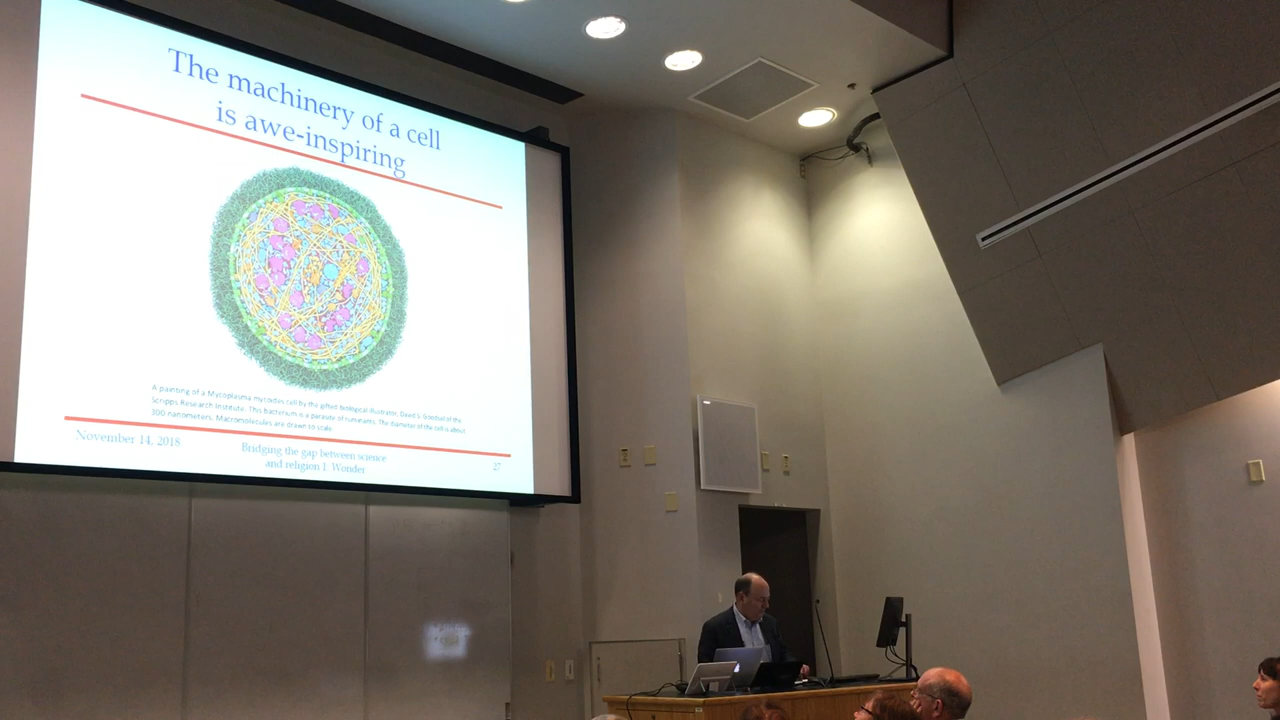 The machinery of a cell
is awe-inspiring
A painting of a Mycoplasma mycoides cell by the gifted biological illustrator, David S. Goodsell of the
Scripps Research Institute. This bacterium is a parasite of ruminants. The diameter of the cell is about
300 nanometers. Macromolecules are drawn to scale.
November 14, 2018
Bridging the gap between science
and religion I: Wonder
27